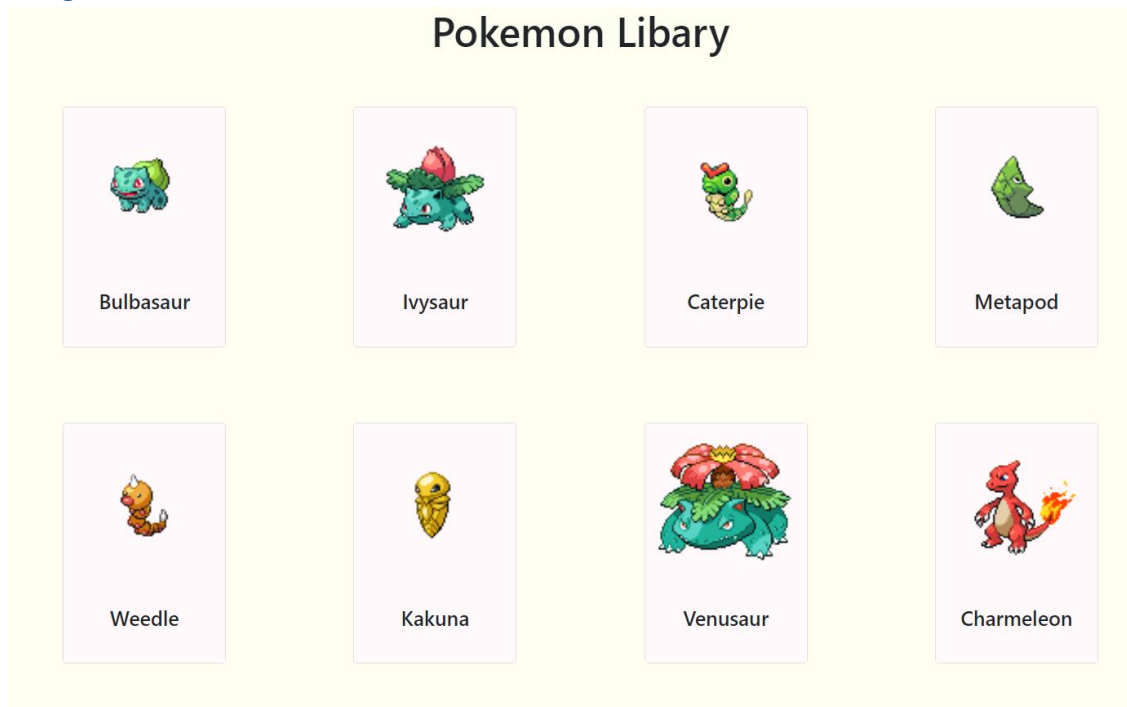 Pokemon Libary
Bulbasaur
Ivysaur
Caterpie
Metapod
Weedle
Kakuna
Venusaur
Charmeleon